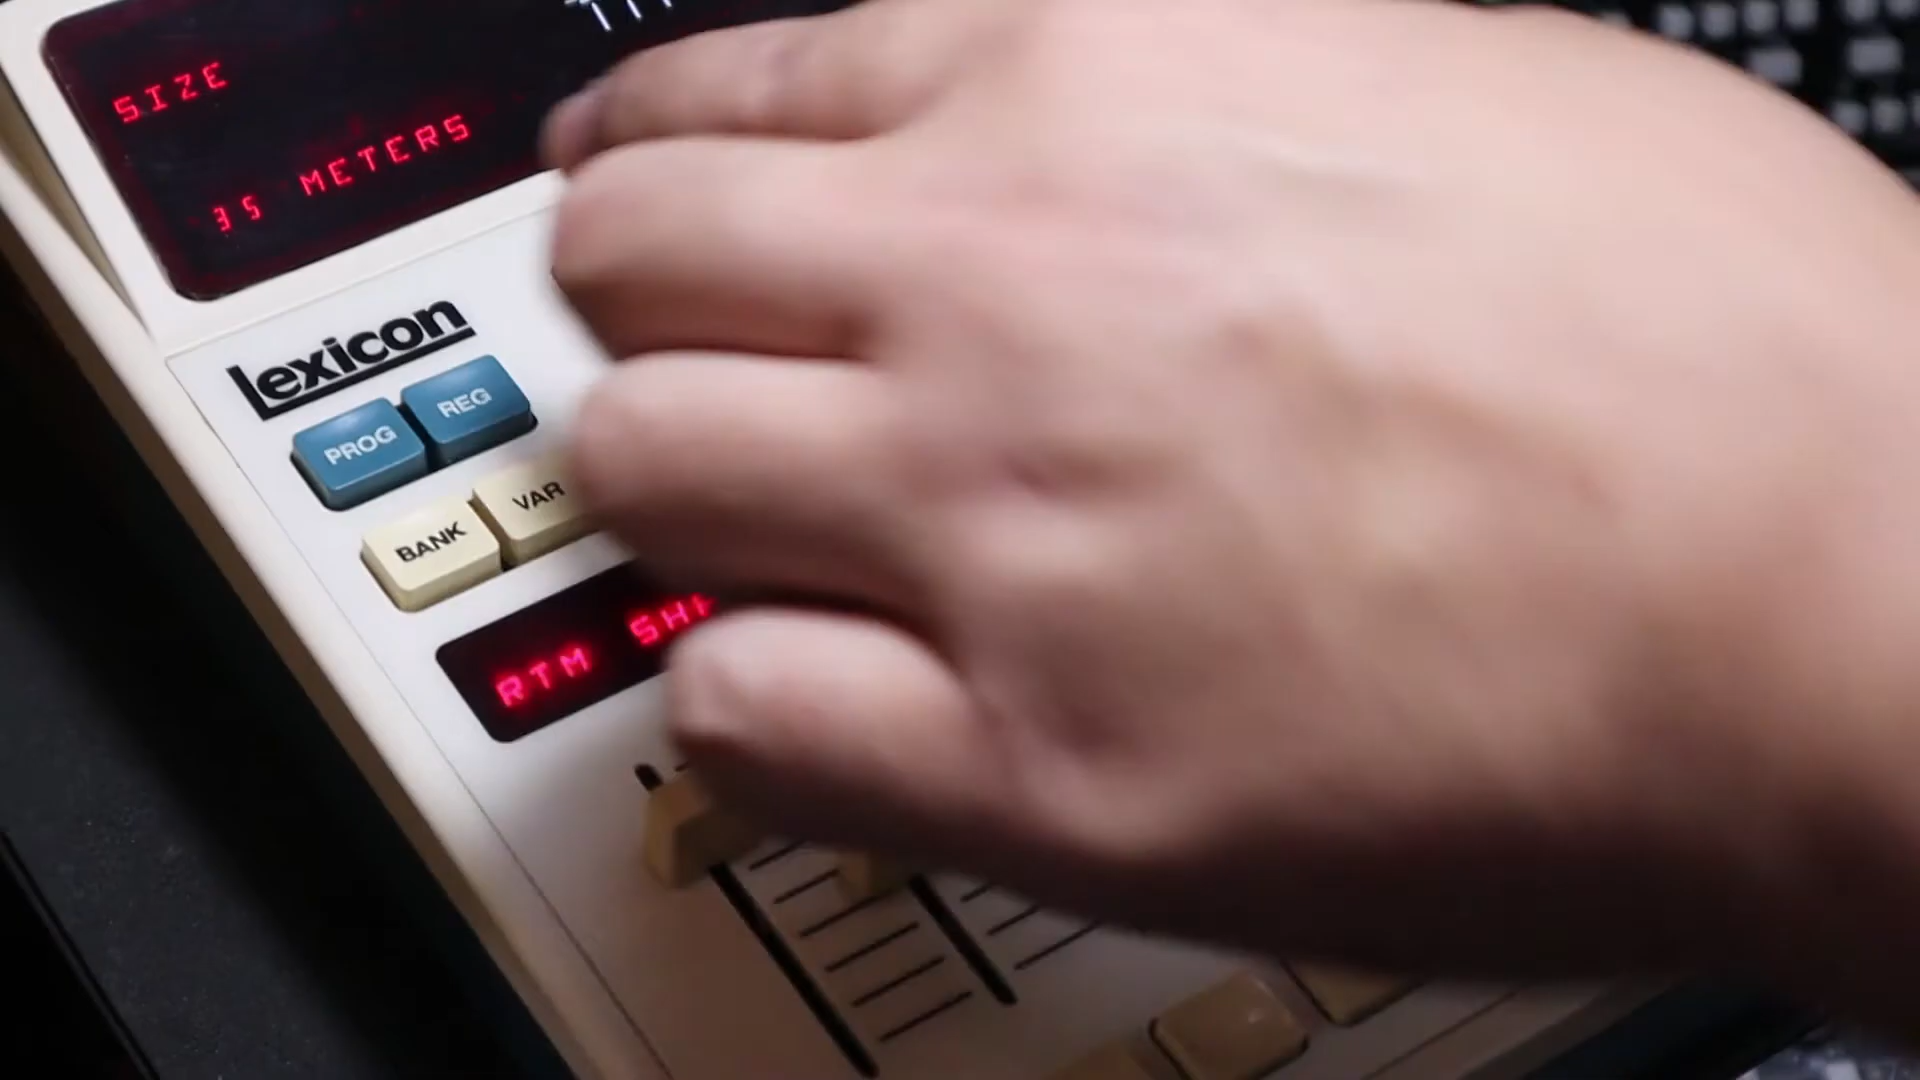 SIZE
35 METERS
lexicon
PROG REG
BANK VAR
RTM